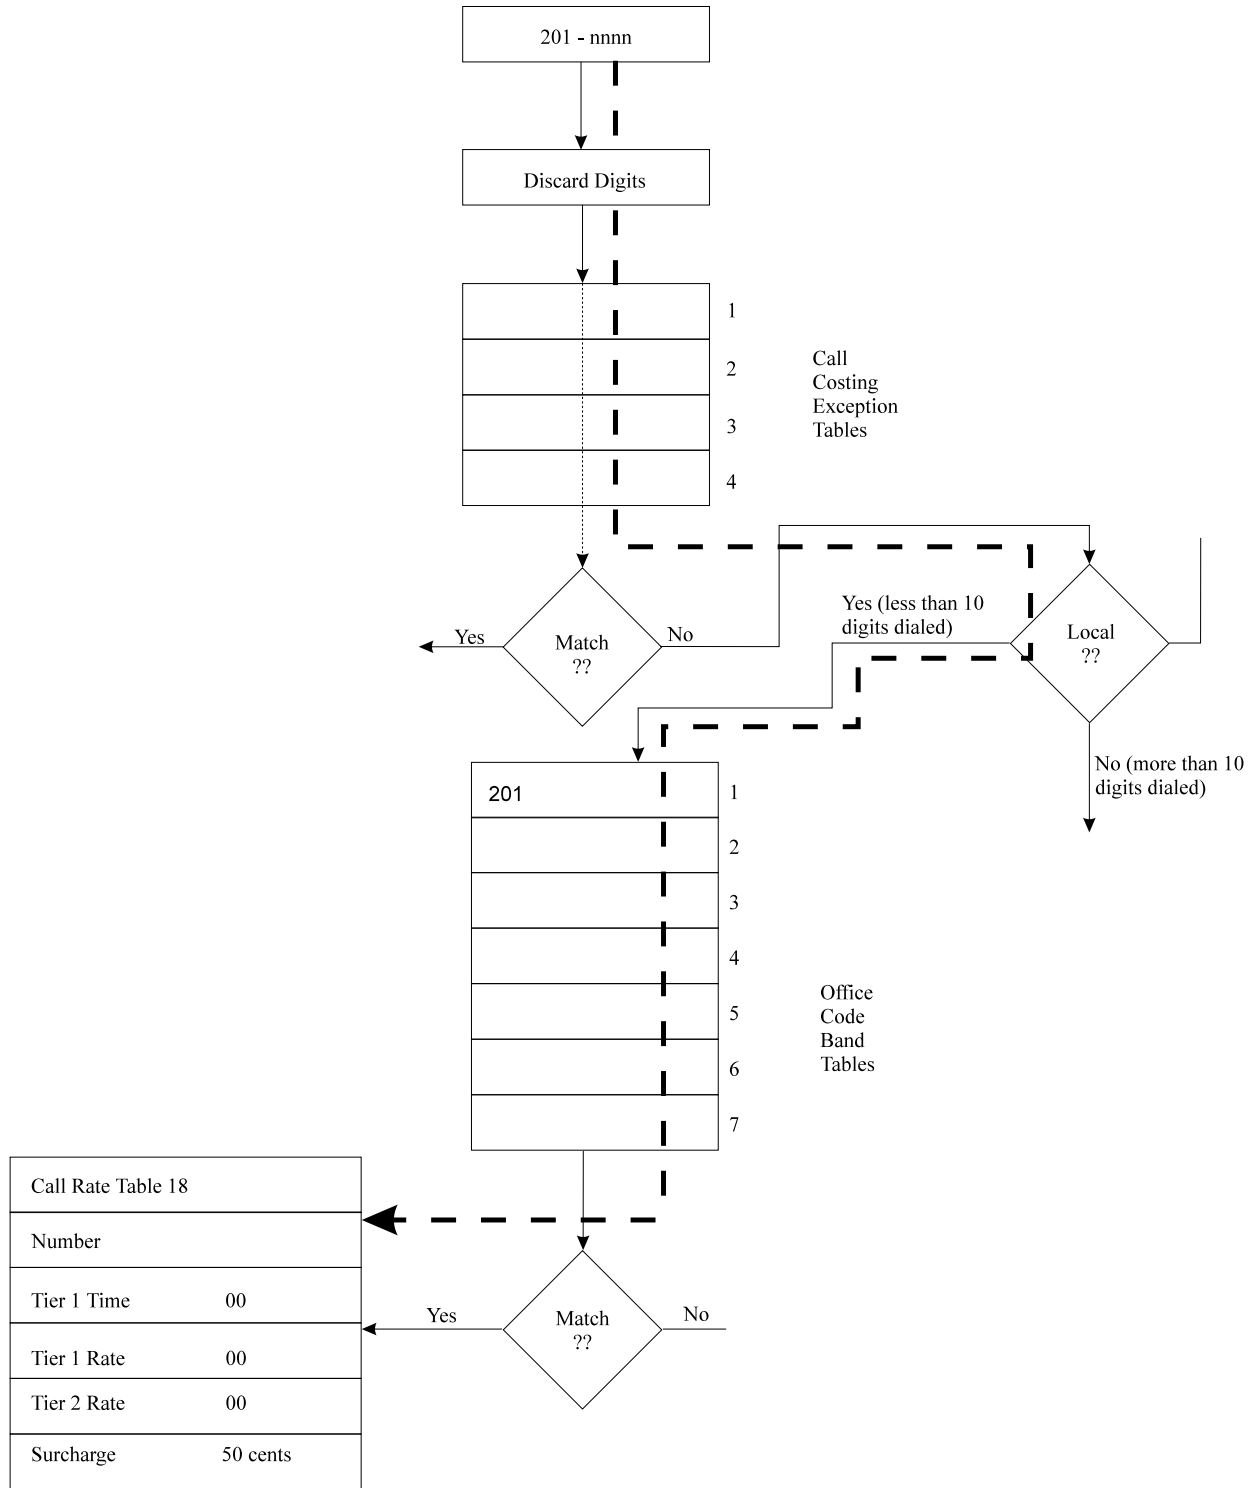 201 - nnnn
Discard Digits
1
2
3
4
Call
Costing
Exception
Tables
Yes
Match
??
No
Yes (less than 10
digits dialed)
Local
??
No (more than 10
digits dialed)
201
1
2
3
4
5
6
7
Office
Code
Band
Tables
Call Rate Table 18
Number
Tier 1 Time 00
Tier 1 Rate 00
Tier 2 Rate 00
Surcharge 50 cents
Yes
Match
??
No